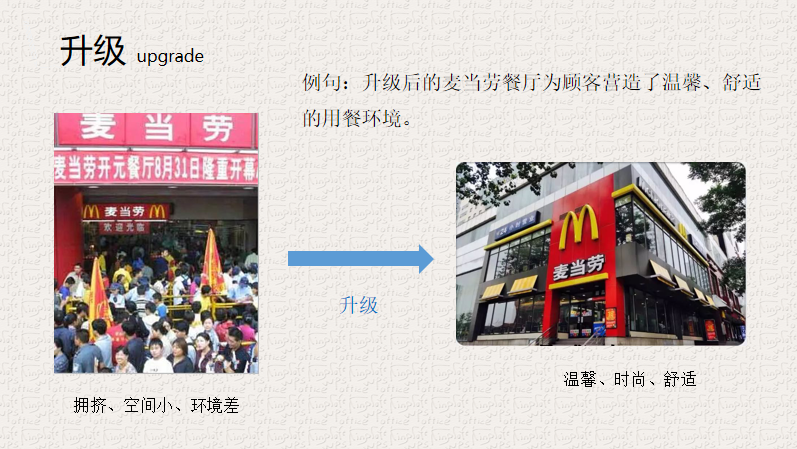 升级 upgrade
例句：升级后的麦当劳餐厅为顾客营造了温馨、舒适
的用餐环境。
麦当劳
麦当劳开元餐厅8月31日隆重开幕
麦当劳
欢迎光临
升级
麦当劳
拥挤、空间小、环境差
温馨、时尚、舒适